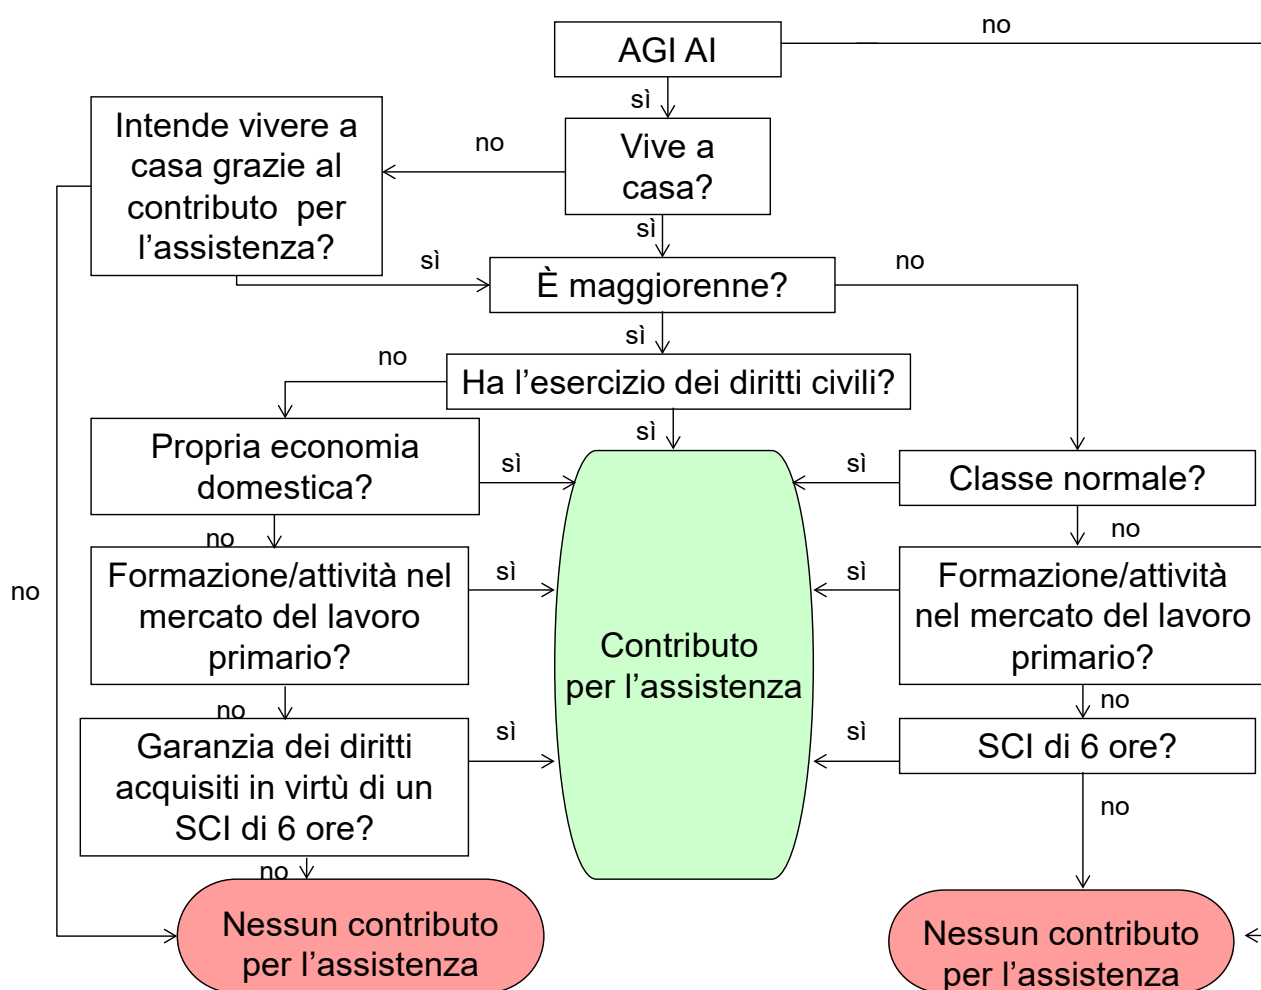 no
AGI AI
sì
Intende vivere a
casa grazie al
contributo per
l'assistenza?
no
Vive a
casa?
sì
sì
È maggiorenne?
no
sì
no
Ha l'esercizio dei diritti civili?
sì
Propria economia
domestica?
sì
sì
Classe normale?
no
no
Formazione/attività nel
mercato del lavoro
primario?
sì
sì
Formazione/attività
nel mercato del lavoro
primario?
no
Contributo
per l'assistenza
no
no
Garanzia dei diritti
acquisiti in virtù di un
SCI di 6 ore?
sì
sì
SCI di 6 ore?
no
no
Nessun contributo
per l'assistenza
Nessun contributo
per l'assistenza